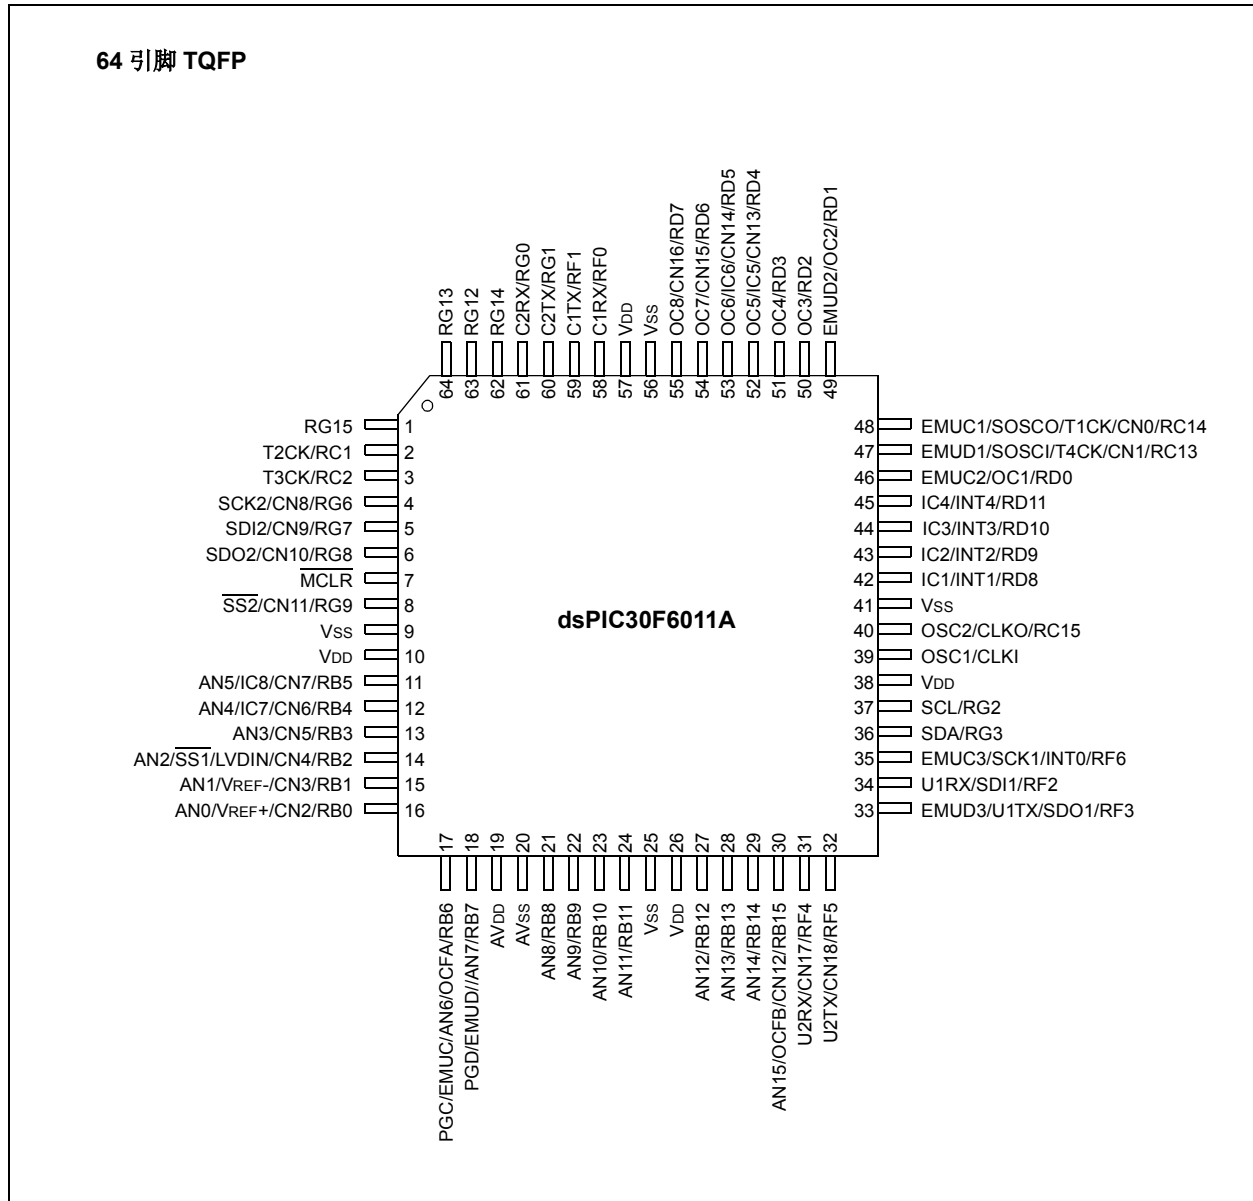 64 引脚 TQFP
RG13
RG12
RG14
C2RX/RG0
C2TX/RG1
C1TX/RF1
C1RX/RF0
VDD
VSS
OC8/CN16/RD7
OC7/CN15/RD6
OC6/IC6/CN14/RD5
OC5/IC5/CN13/RD4
OC4/RD3
OC3/RD2
EMUD2/OC2/RD1
64 63 62 61 60 59 58 57 56 55 54 53 52 51 50 49
RG15 1
T2CK/RC1 2
T3CK/RC2 3
SCK2/CN8/RG6 4
SDI2/CN9/RG7 5
SDO2/CN10/RG8 6
MCLR 7
SS2/CN11/RG9 8
VSS 9
VDD 10
AN5/IC8/CN7/RB5 11
AN4/IC7/CN6/RB4 12
AN3/CN5/RB3 13
AN2/SS1/LVDIN/CN4/RB2 14
AN1/VREF-/CN3/RB1 15
AN0/VREF+/CN2/RB0 16
dsPIC30F6011A
48 EMUC1/SOSCO/T1CK/CN0/RC14
47 EMUD1/SOSCI/T4CK/CN1/RC13
46 EMUC2/OC1/RD0
45 IC4/INT4/RD11
44 IC3/INT3/RD10
43 IC2/INT2/RD9
42 IC1/INT1/RD8
41 VSS
40 OSC2/CLKO/RC15
39 OSC1/CLKI
38 VDD
37 SCL/RG2
36 SDA/RG3
35 EMUC3/SCK1/INT0/RF6
34 U1RX/SDI1/RF2
33 EMUD3/U1TX/SDO1/RF3
17 18 19 20 21 22 23 24 25 26 27 28 29 30 31 32
PGC/EMUC/AN6/OCFA/RB6
PGD/EMUD//AN7/RB7
AVDD
AVSS
AN8/RB8
AN9/RB9
AN10/RB10
AN11/RB11
VSS
VDD
AN12/RB12
AN13/RB13
AN14/RB14
AN15/OCFB/CN12/RB15
U2RX/CN17/RF4
U2TX/CN18/RF5